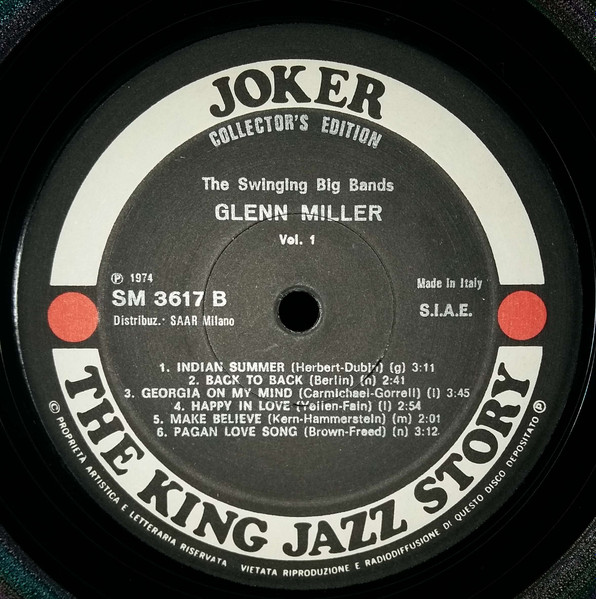 JOKER
COLLECTOR'S EDITION
The Swinging Big Bands
GLENN MILLER
Vol. 1
Ⓟ 1974
SM 3617 B
Distribuz.: SAAR Milano
Made in Italy
S.I.A.E.
1. INDIAN SUMMER (Herbert-Dubin) (g) 3:11
2. BACK TO BACK (Berlin) (n) 2:41
3. GEORGIA ON MY MIND (Carmichael-Gorrell) (l) 3:45
4. HAPPY IN LOVE (Yellen-Fain) (l) 2:54
5. MAKE BELIEVE (Kern-Hammerstein) (m) 2:01
6. PAGAN LOVE SONG (Brown-Freed) (n) 3:12
THE KING JAZZ STORY
© PROPRIETÀ ARTISTICA E LETTERARIA RISERVATA VIETATA RIPRODUZIONE E RADIODIFFUSIONE DI QUESTO DISCO DEPOSITATO Ⓟ